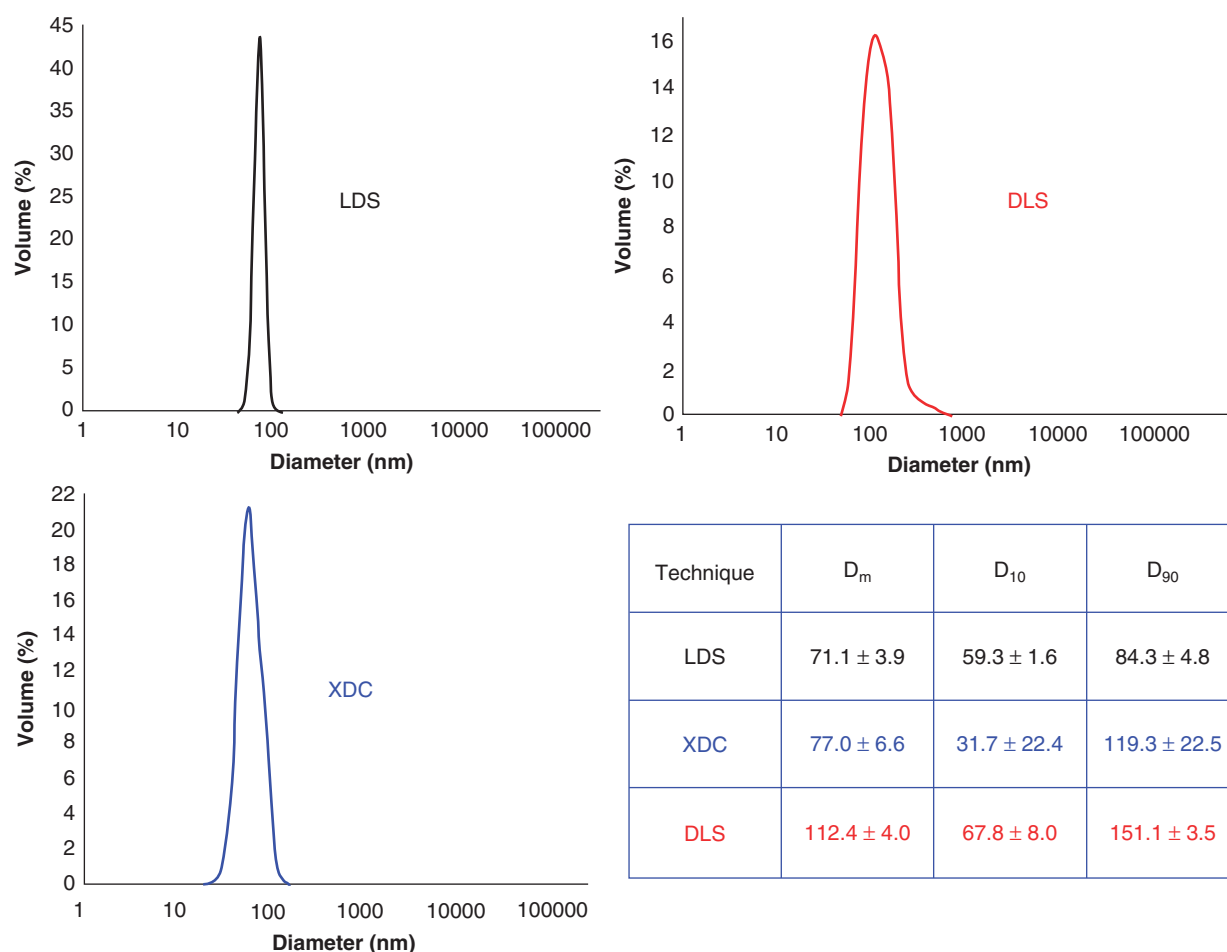 45
40
35
30
25
20
15
10
5
0
Volume (%)
LDS
1 10 100 1000 10000 100000
Diameter (nm)
16
14
12
10
8
6
4
2
0
Volume (%)
DLS
1 10 100 1000 10000 100000
Diameter (nm)
22
20
18
16
14
12
10
8
6
4
2
0
Volume (%)
XDC
1 10 100 1000 10000 100000
Diameter (nm)
Technique Dm D10 D90
LDS 71.1 ± 3.9 59.3 ± 1.6 84.3 ± 4.8
XDC 77.0 ± 6.6 31.7 ± 22.4 119.3 ± 22.5
DLS 112.4 ± 4.0 67.8 ± 8.0 151.1 ± 3.5